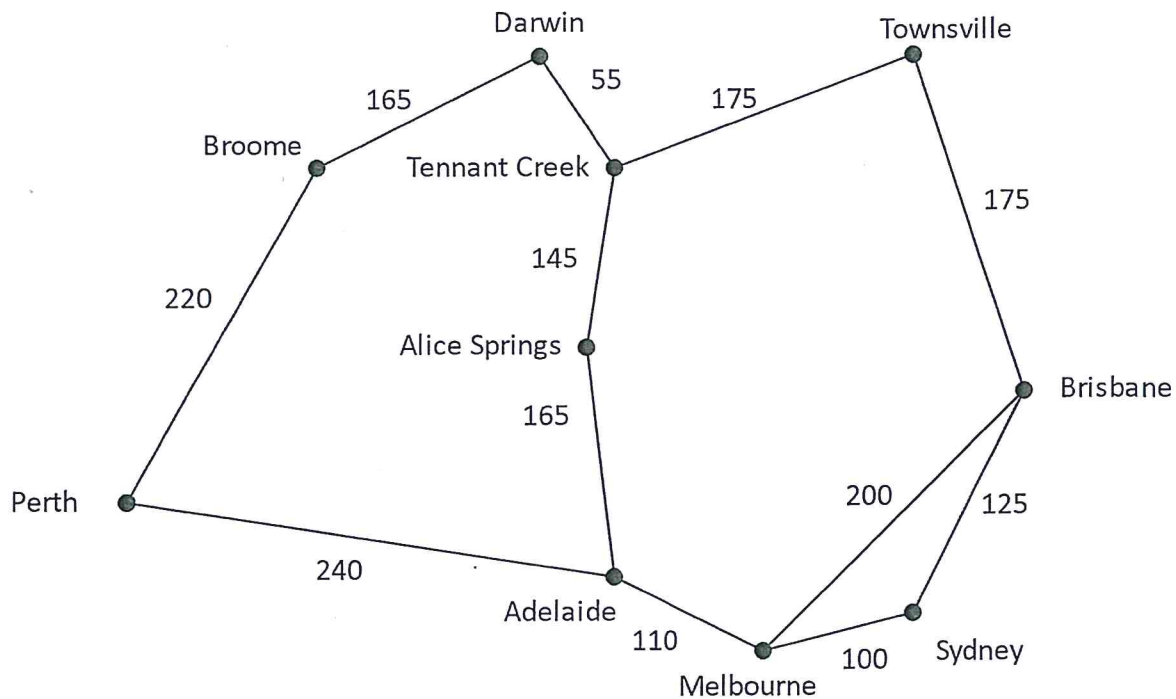 Darwin
Townsville
55
165
175
Broome
Tennant Creek
175
145
220
Alice Springs
Brisbane
165
200
125
Perth
240
Adelaide
110
Sydney
100
Melbourne